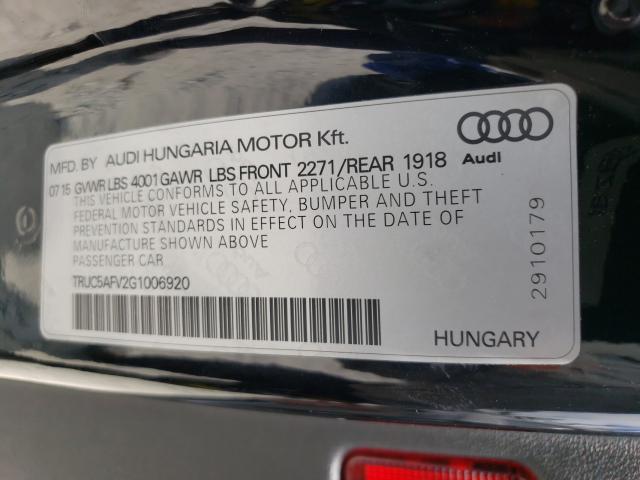 MFD. BY AUDI HUNGARIA MOTOR Kft.
0715 GVWR LBS 4001 GAWR LBS FRONT 2271/REAR 1918
THIS VEHICLE CONFORMS TO ALL APPLICABLE U.S.
FEDERAL MOTOR VEHICLE SAFETY, BUMPER AND THEFT
PREVENTION STANDARDS IN EFFECT ON THE DATE OF
MANUFACTURE SHOWN ABOVE
PASSENGER CAR
TRUC5AFV2G1006920
Audi
2910179
HUNGARY